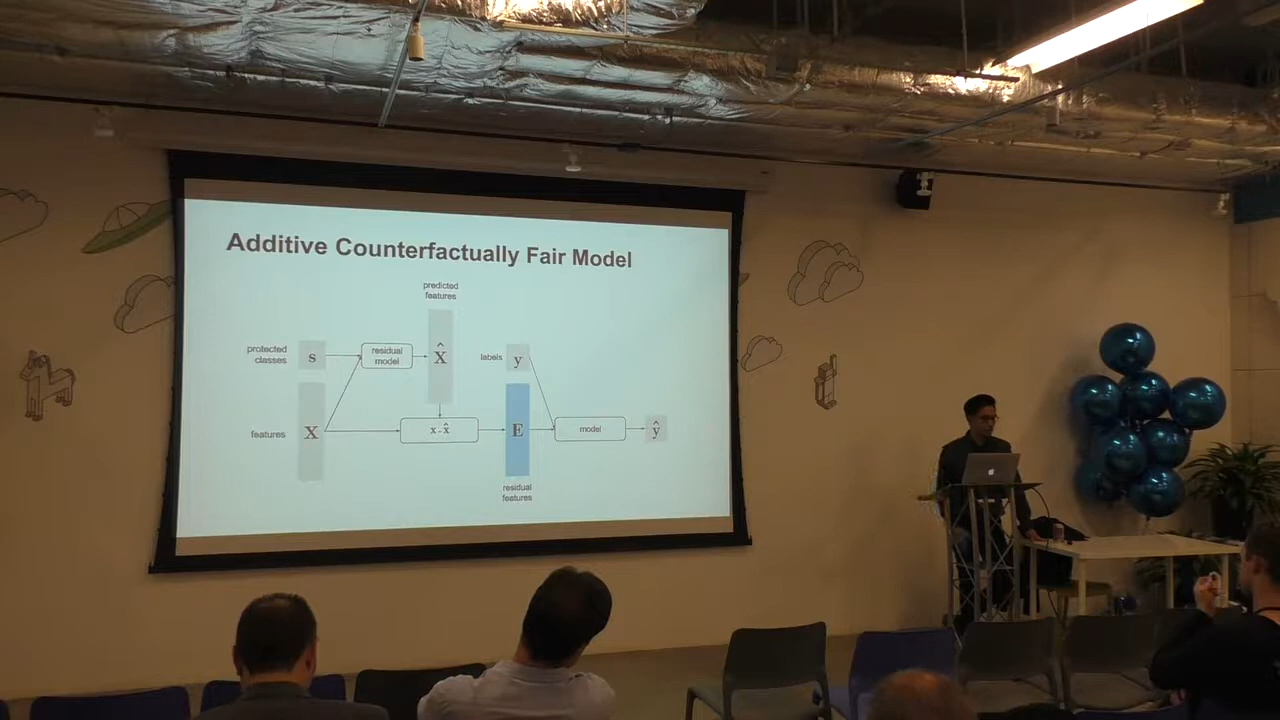 Additive Counterfactually Fair Model
predicted
features
protected
classes
s
residual
model
X̂
labels
y
features
X
x - x̂
E
model
ŷ
residual
features